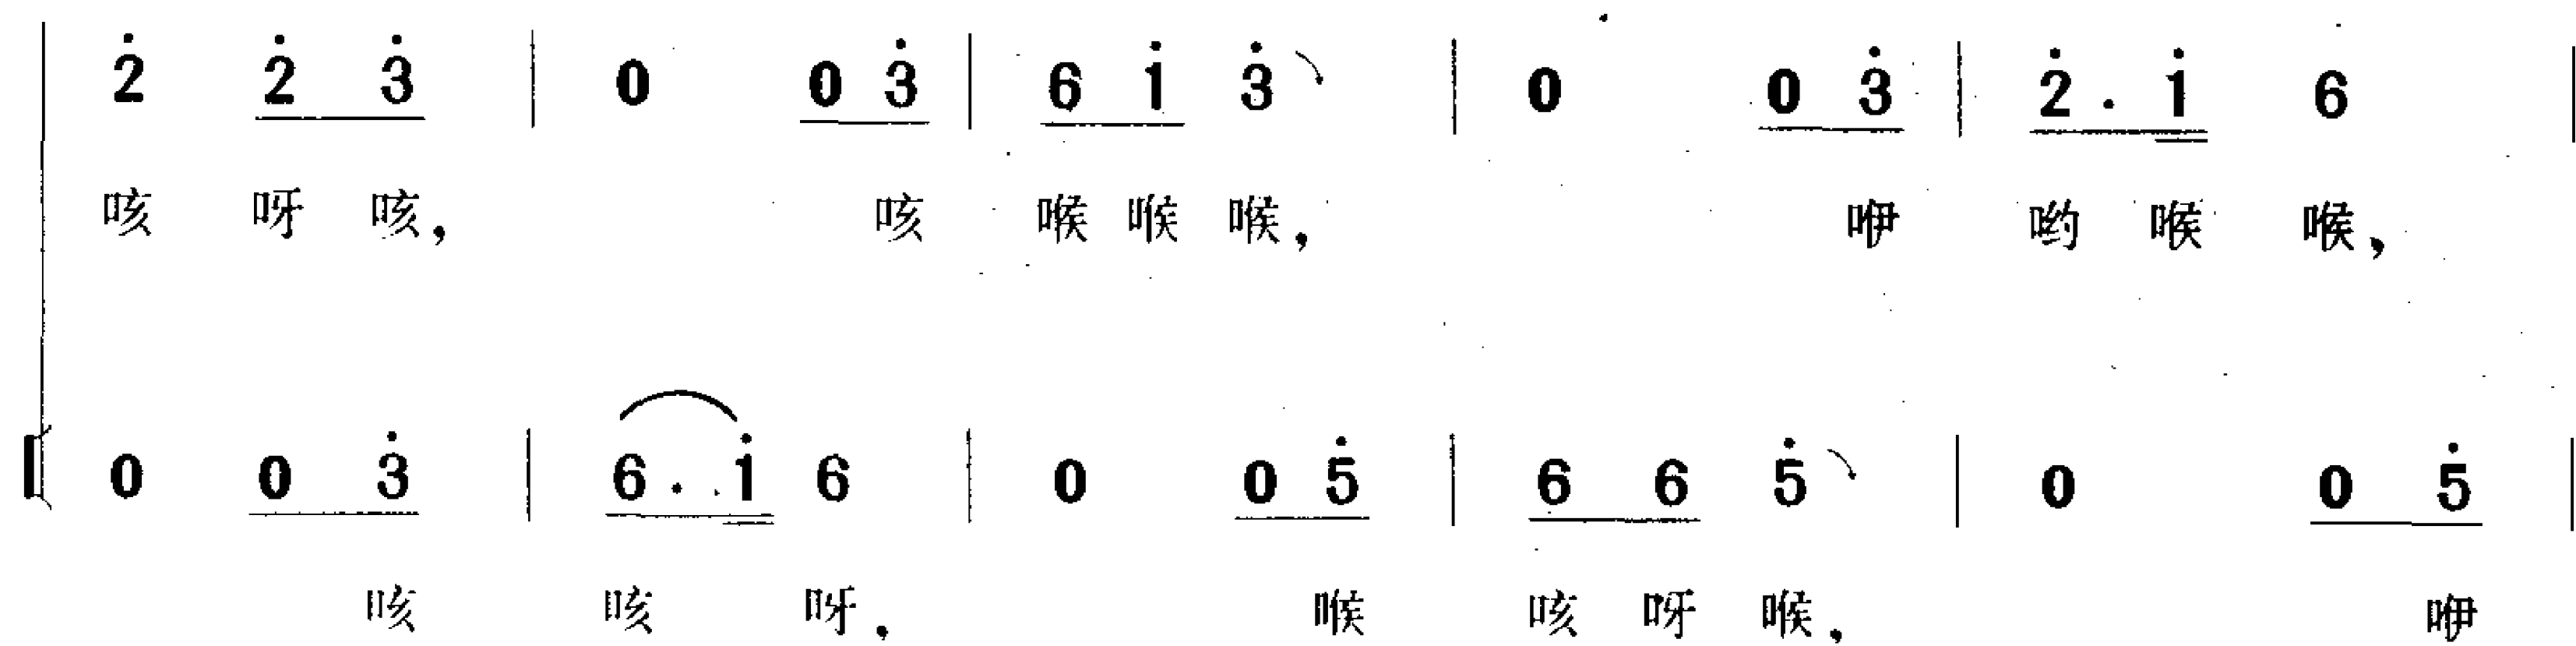 2̇ 2̇ 3̇ | 0 0 3̇ | 6 1̇ 3̇ | 0 0 3̇ | 2̇ . 1̇ 6 |
咳 呀 咳, 咳 喉 喉 喉, 咿 哟 喉 喉,
0 0 3̇ | 6 . 1̇ 6 | 0 0 5̇ | 6 6 5̇ | 0 0 5̇ |
咳 咳 呀, 喉 咳 呀 喉, 咿